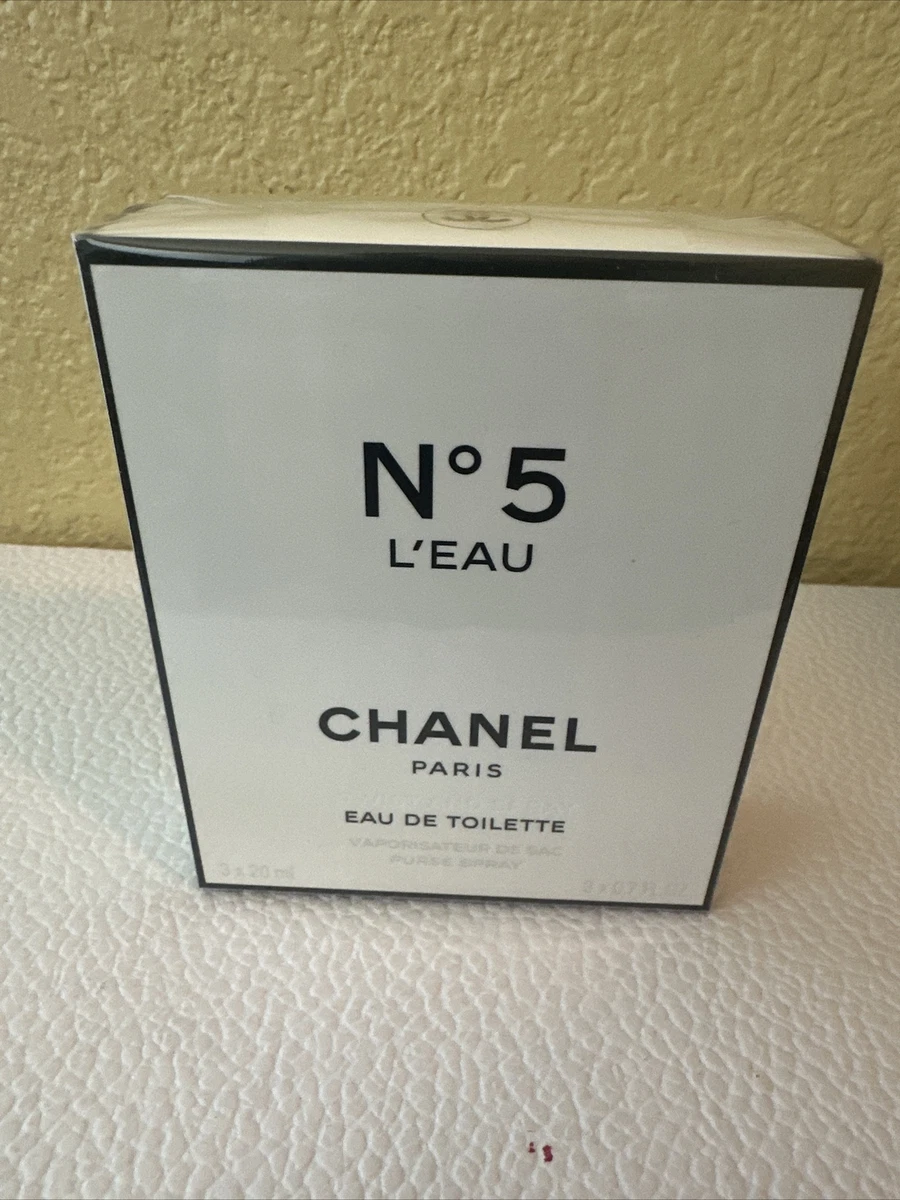 N°5
L'EAU
CHANEL
PARIS
EAU DE TOILETTE
VAPORISATEUR DE SAC
PURSE SPRAY
3 x 20 ml
3 x 0.7 FL. OZ.